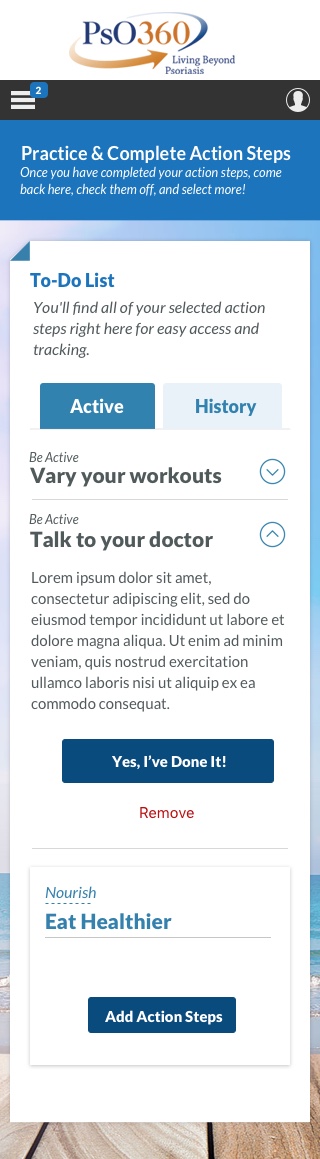 PsO360
Living Beyond
Psoriasis
2
Practice & Complete Action Steps
Once you have completed your action steps, come
back here, check them off, and select more!
To-Do List
You'll find all of your selected action
steps right here for easy access and
tracking.
Active
History
Be Active
Vary your workouts
Be Active
Talk to your doctor
Lorem ipsum dolor sit amet,
consectetur adipiscing elit, sed do
eiusmod tempor incididunt ut labore et
dolore magna aliqua. Ut enim ad minim
veniam, quis nostrud exercitation
ullamco laboris nisi ut aliquip ex ea
commodo consequat.
Yes, I've Done It!
Remove
Nourish
Eat Healthier
Add Action Steps